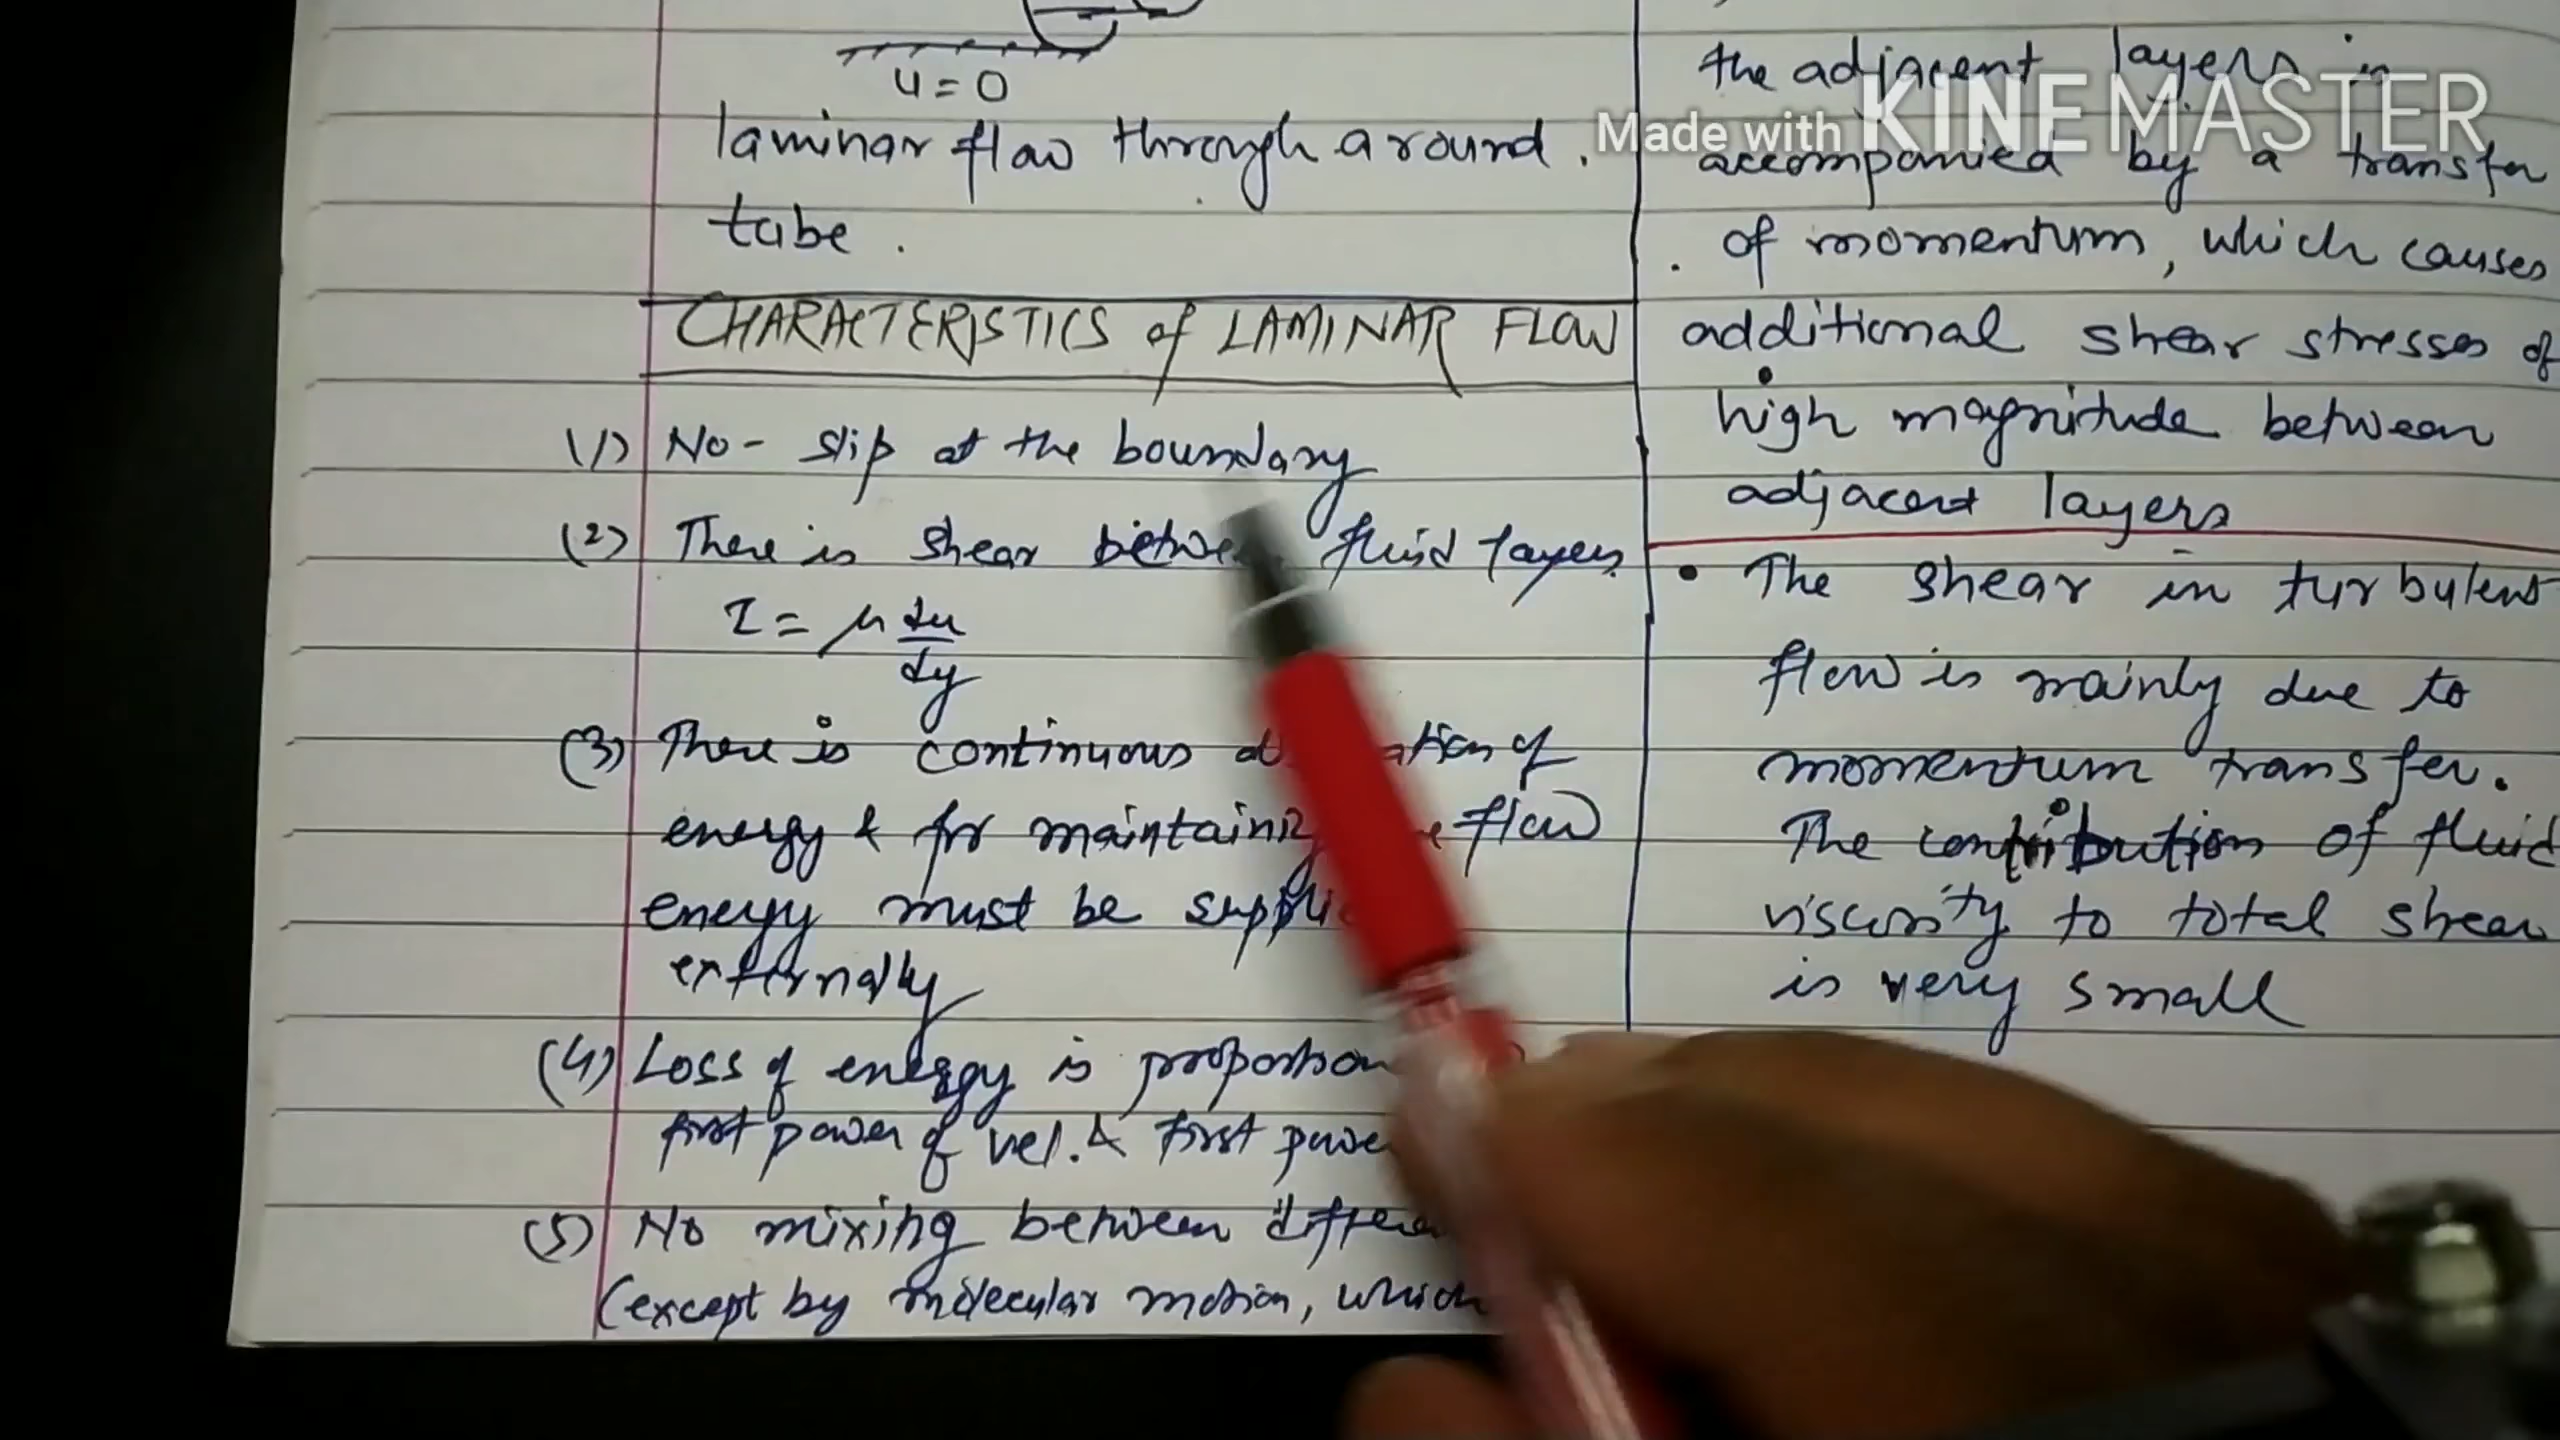 u = 0
laminar flow through a round
tube.
CHARACTERISTICS of LAMINAR FLOW
(1) No-slip at the boundary
(2) There is shear between fluid layers.
τ = μ du/dy
(3) There is continuous of
energy & for maintaining flow
energy must be
externally
(4) Loss of energy is
first power of vel. & first
(5) No mixing between
(except by molecular motion, which
the adjacent layers is
accompanied by a transfer
of momentum, which causes
additional shear stresses of
high magnitude between
adjacent layers
• The shear in turbulent
flow is mainly due to
momentum transfer.
The contribution of fluid
viscosity to total shear
is very small
Made with KINEMASTER